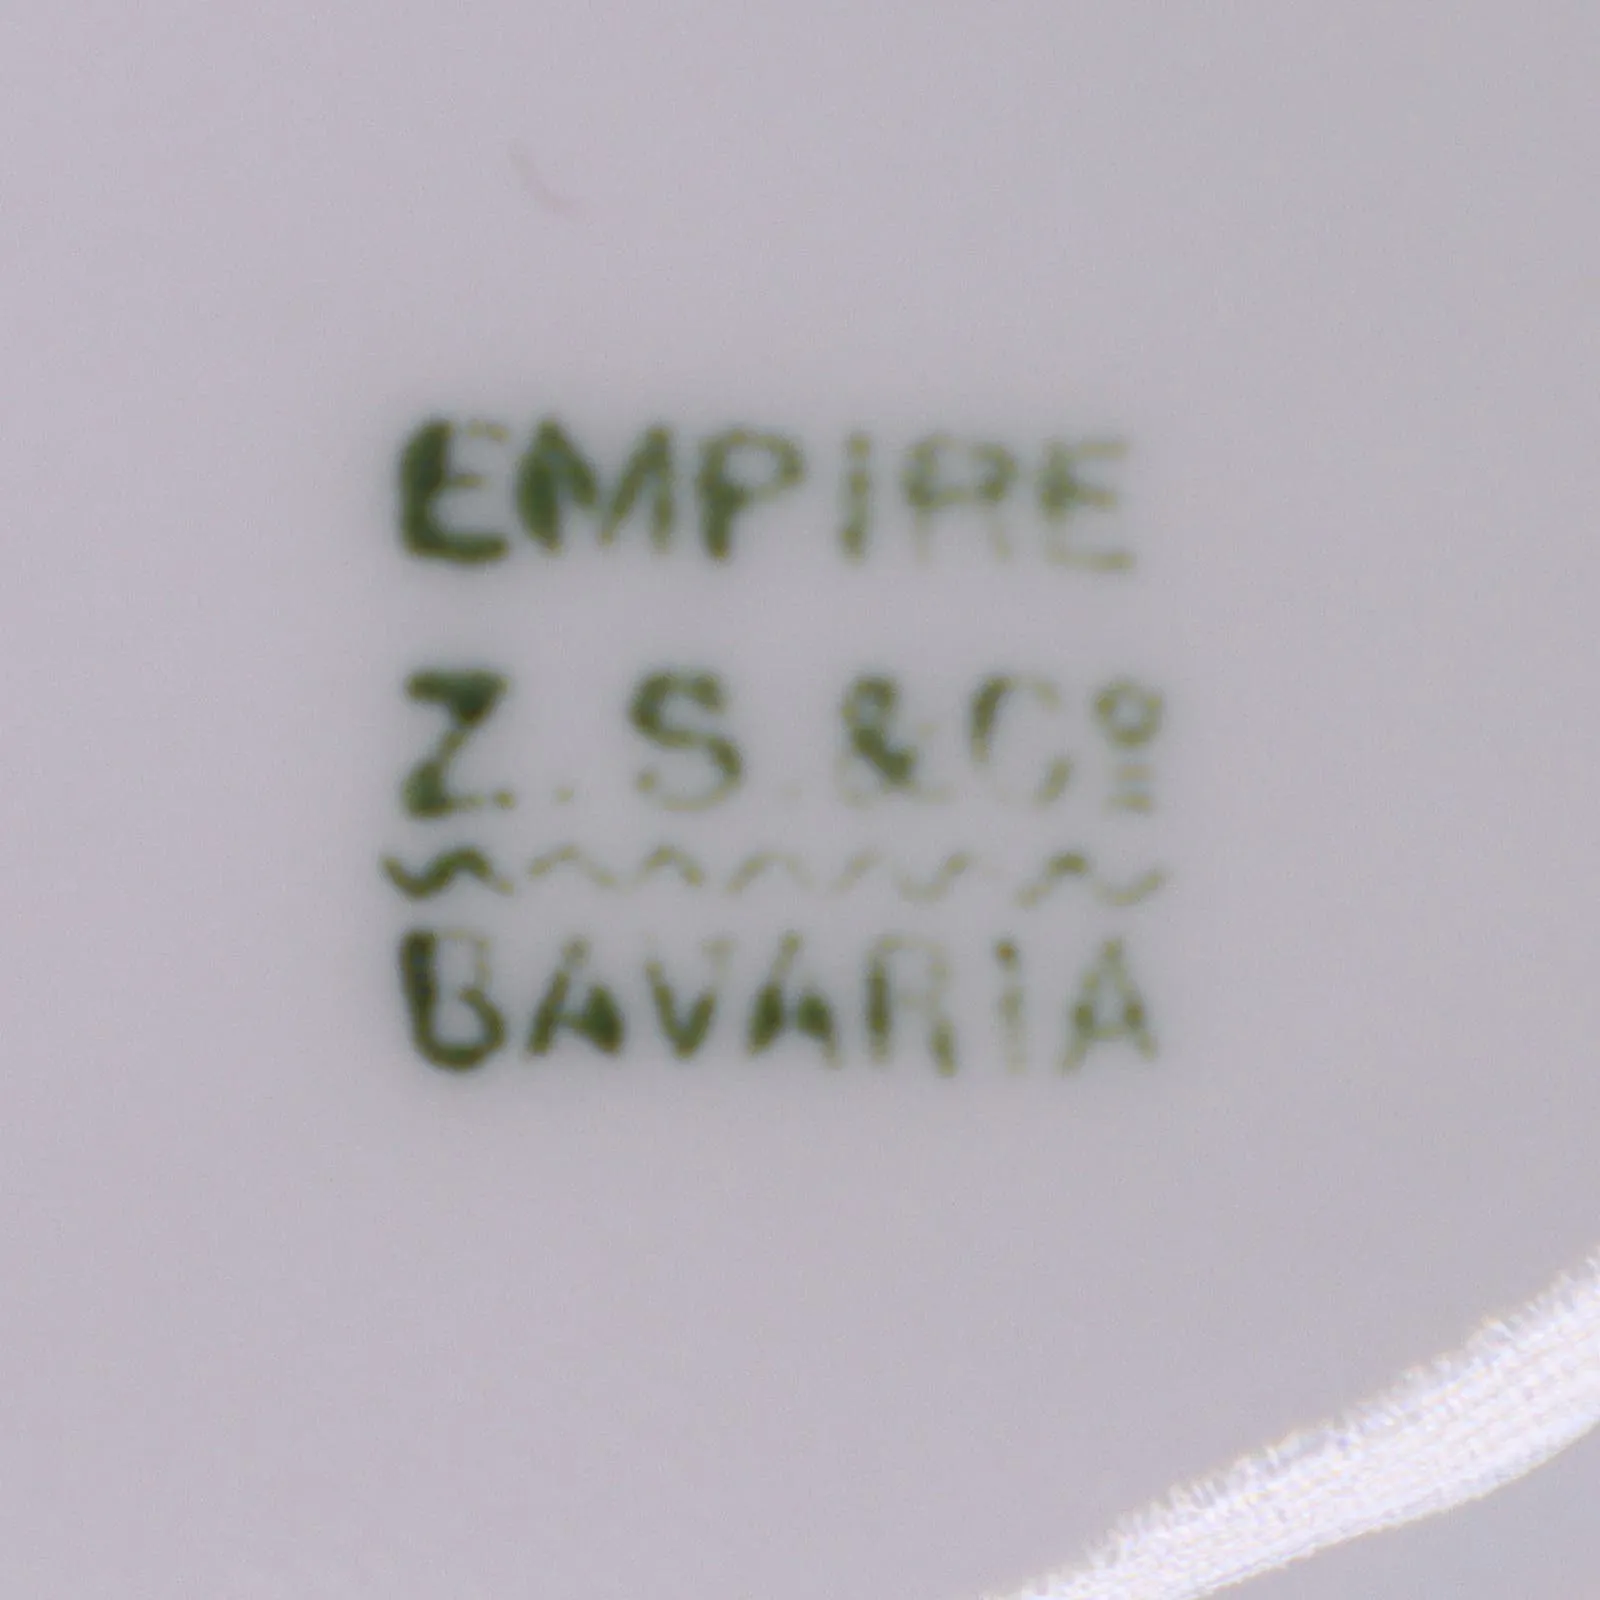 EMPIRE
Z. S. & Cº
BAVARIA